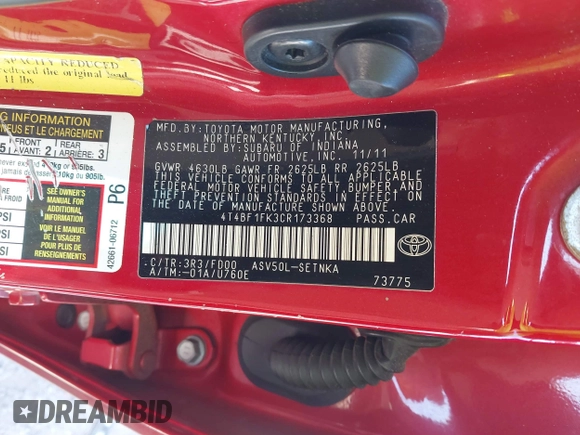 CAPACITY REDUCED
reduced the original load
11 lbs
NG INFORMATION
PNEUS ET LE CHARGEMENT
5 FRONT AVANT: 2 REAR ARRIÈRE: 3
SEE OWNER'S
MANUAL FOR
ADDITIONAL
INFORMATION
VOIR LE MANUEL
DE L'USAGER
POUR PLUS DE
RENSEIGNEMENTS
PSI
PSI
P6
42661-06712
MFD.BY:TOYOTA MOTOR MANUFACTURING,
NORTHERN KENTUCKY,INC.
ASSEMBLED BY:SUBARU OF INDIANA
AUTOMOTIVE,INC. 11/11
GVWR 4630LB GAWR FR 2625LB RR 2625LB
THIS VEHICLE CONFORMS TO ALL APPLICABLE
FEDERAL MOTOR VEHICLE SAFETY,BUMPER,AND
THEFT PREVENTION STANDARDS IN EFFECT ON
THE DATE OF MANUFACTURE SHOWN ABOVE.
4T4BF1FK3CR173368 PASS.CAR
C/TR:3R3/FD00 ASV50L-SETNKA
A/TM:-01A/U760E
73775
TOYOTA
DREAMBID